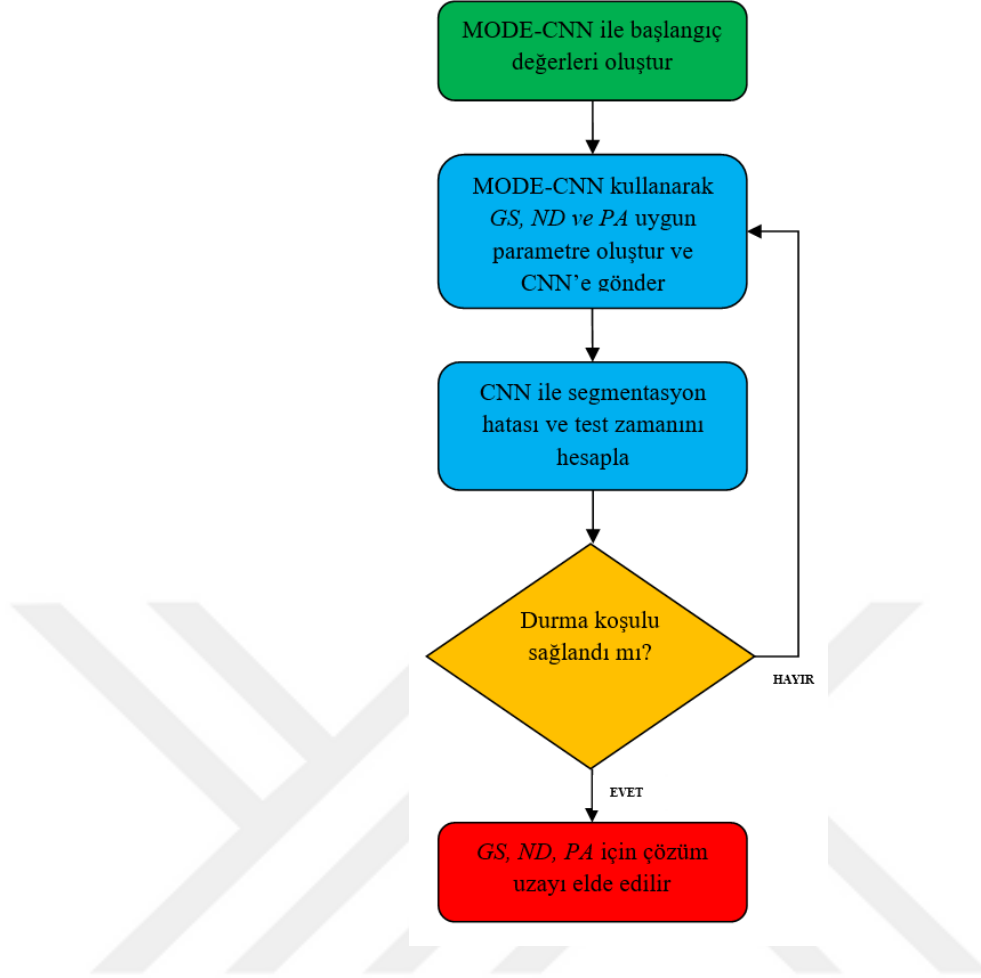 MODE-CNN ile başlangıç
değerleri oluştur
MODE-CNN kullanarak
GS, ND ve PA uygun
parametre oluştur ve
CNN’e gönder
CNN ile segmentasyon
hatası ve test zamanını
hesapla
Durma koşulu
sağlandı mı?
HAYIR
EVET
GS, ND, PA için çözüm
uzayı elde edilir